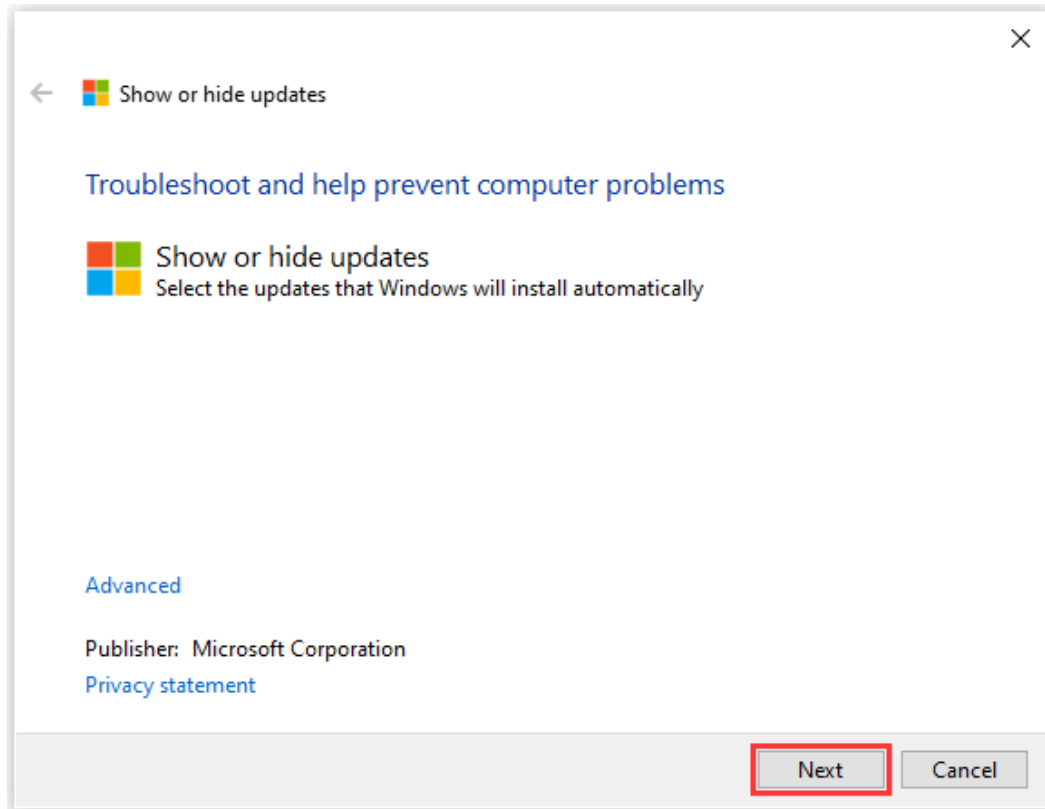 Show or hide updates
Troubleshoot and help prevent computer problems
Show or hide updates
Select the updates that Windows will install automatically
Advanced
Publisher: Microsoft Corporation
Privacy statement
Next Cancel